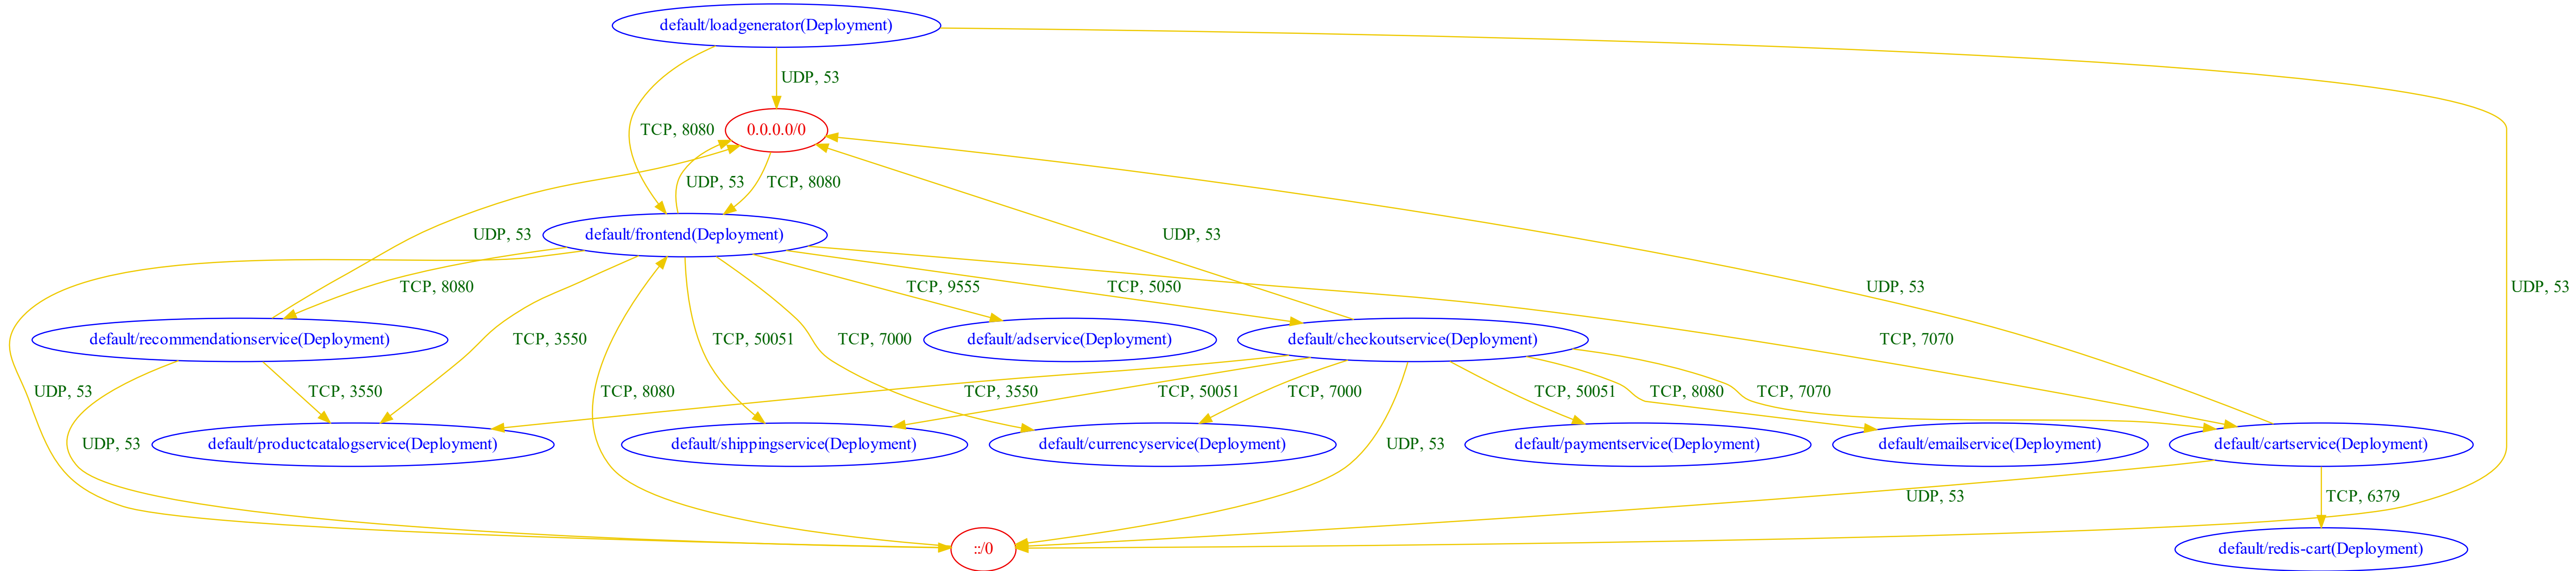 default/loadgenerator(Deployment)
UDP, 53
TCP, 8080
0.0.0.0/0
UDP, 53
TCP, 8080
UDP, 53
default/frontend(Deployment)
UDP, 53
TCP, 8080
TCP, 9555
TCP, 5050
UDP, 53
UDP, 53
default/recommendationservice(Deployment)
TCP, 3550
TCP, 50051
TCP, 7000
default/adservice(Deployment)
default/checkoutservice(Deployment)
TCP, 7070
UDP, 53
TCP, 3550
TCP, 8080
TCP, 3550
TCP, 50051
TCP, 7000
TCP, 50051
TCP, 8080
TCP, 7070
UDP, 53
default/productcatalogservice(Deployment)
default/shippingservice(Deployment)
default/currencyservice(Deployment)
UDP, 53
default/paymentservice(Deployment)
default/emailservice(Deployment)
default/cartservice(Deployment)
UDP, 53
TCP, 6379
::/0
default/redis-cart(Deployment)